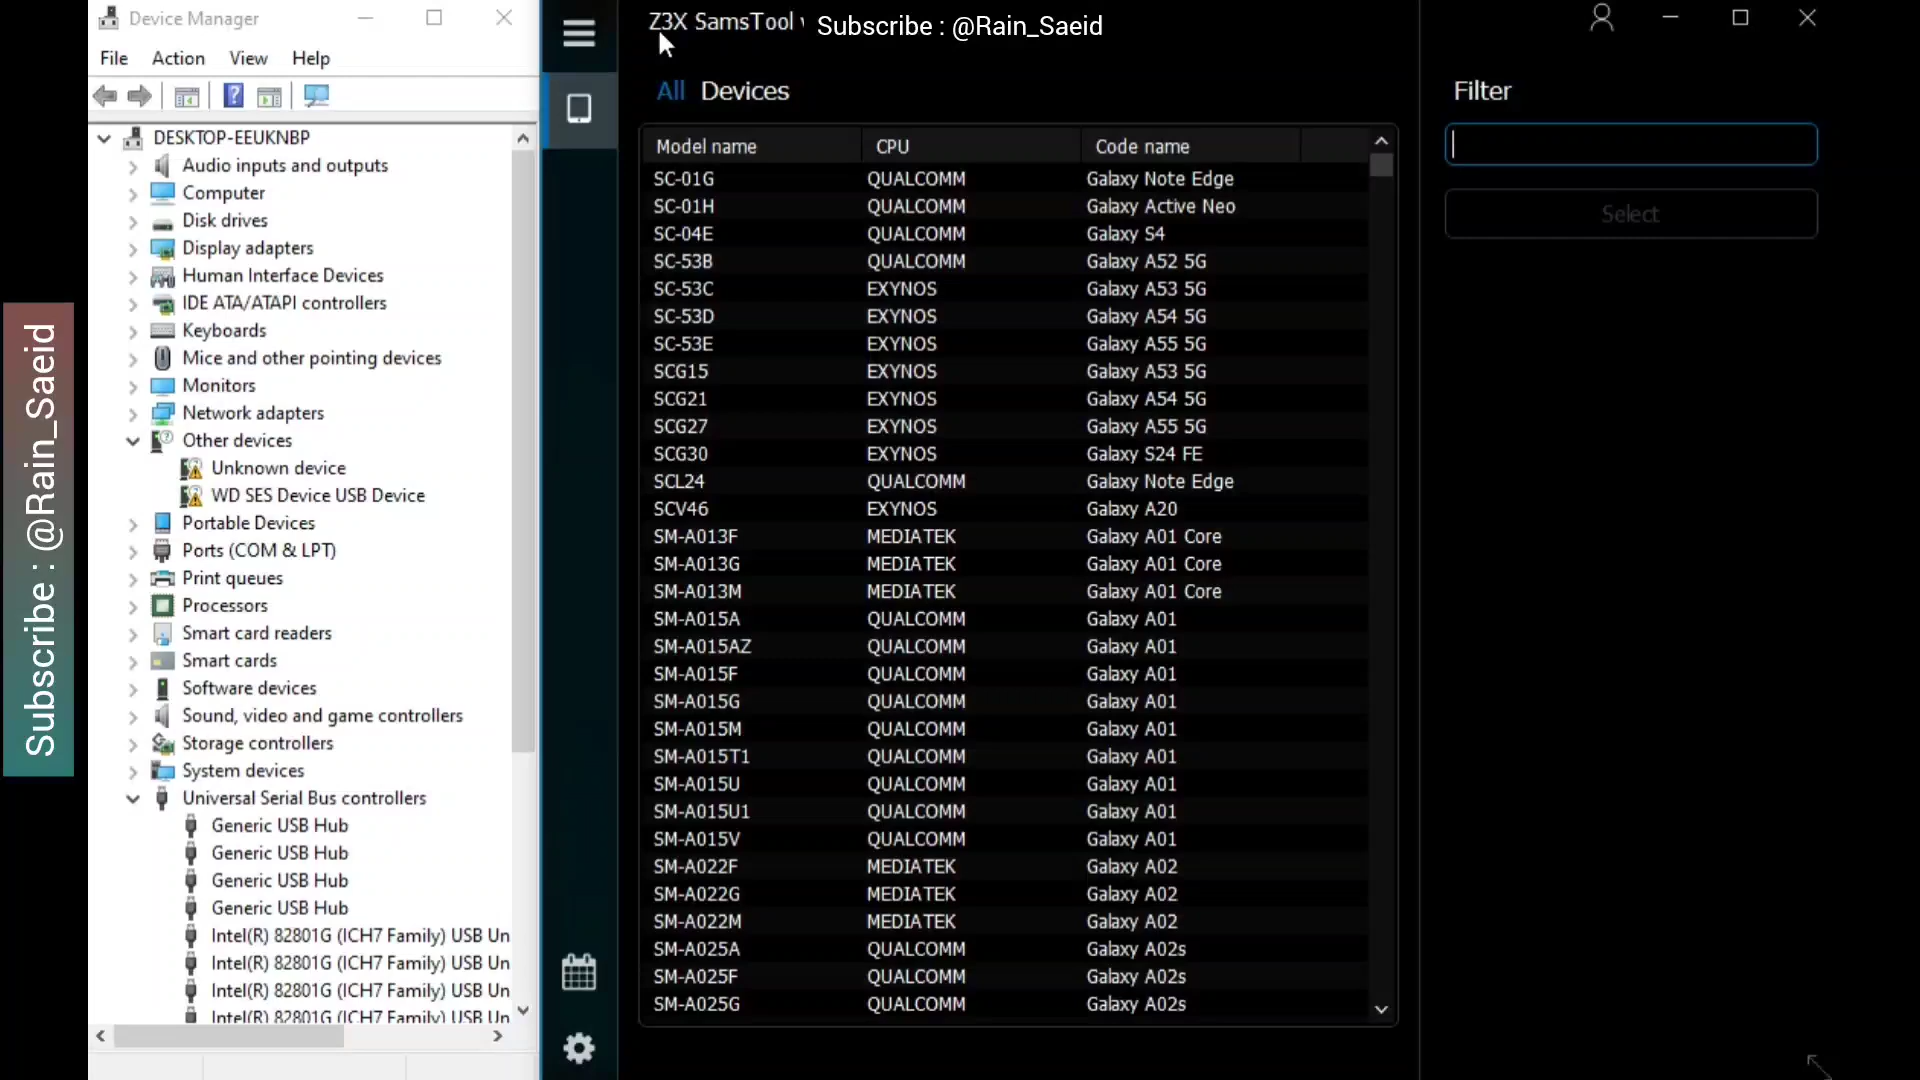 Device Manager
File Action View Help
DESKTOP-EEUKNBP
Audio inputs and outputs
Computer
Disk drives
Display adapters
Human Interface Devices
IDE ATA/ATAPI controllers
Keyboards
Mice and other pointing devices
Monitors
Network adapters
Other devices
Unknown device
WD SES Device USB Device
Portable Devices
Ports (COM & LPT)
Print queues
Processors
Smart card readers
Smart cards
Software devices
Sound, video and game controllers
Storage controllers
System devices
Universal Serial Bus controllers
Generic USB Hub
Generic USB Hub
Generic USB Hub
Generic USB Hub
Intel(R) 82801G (ICH7 Family) USB Un
Intel(R) 82801G (ICH7 Family) USB Un
Intel(R) 82801G (ICH7 Family) USB Un
Intel(R) 82801G (ICH7 Family) USB Un
Subscribe : @Rain_Saeid
Z3X SamsTool
Subscribe : @Rain_Saeid
All Devices
Model name CPU Code name
SC-01G QUALCOMM Galaxy Note Edge
SC-01H QUALCOMM Galaxy Active Neo
SC-04E QUALCOMM Galaxy S4
SC-53B QUALCOMM Galaxy A52 5G
SC-53C EXYNOS Galaxy A53 5G
SC-53D EXYNOS Galaxy A54 5G
SC-53E EXYNOS Galaxy A55 5G
SCG15 EXYNOS Galaxy A53 5G
SCG21 EXYNOS Galaxy A54 5G
SCG27 EXYNOS Galaxy A55 5G
SCG30 EXYNOS Galaxy S24 FE
SCL24 QUALCOMM Galaxy Note Edge
SCV46 EXYNOS Galaxy A20
SM-A013F MEDIATEK Galaxy A01 Core
SM-A013G MEDIATEK Galaxy A01 Core
SM-A013M MEDIATEK Galaxy A01 Core
SM-A015A QUALCOMM Galaxy A01
SM-A015AZ QUALCOMM Galaxy A01
SM-A015F QUALCOMM Galaxy A01
SM-A015G QUALCOMM Galaxy A01
SM-A015M QUALCOMM Galaxy A01
SM-A015T1 QUALCOMM Galaxy A01
SM-A015U QUALCOMM Galaxy A01
SM-A015U1 QUALCOMM Galaxy A01
SM-A015V QUALCOMM Galaxy A01
SM-A022F MEDIATEK Galaxy A02
SM-A022G MEDIATEK Galaxy A02
SM-A022M MEDIATEK Galaxy A02
SM-A025A QUALCOMM Galaxy A02s
SM-A025F QUALCOMM Galaxy A02s
SM-A025G QUALCOMM Galaxy A02s
Filter
Select